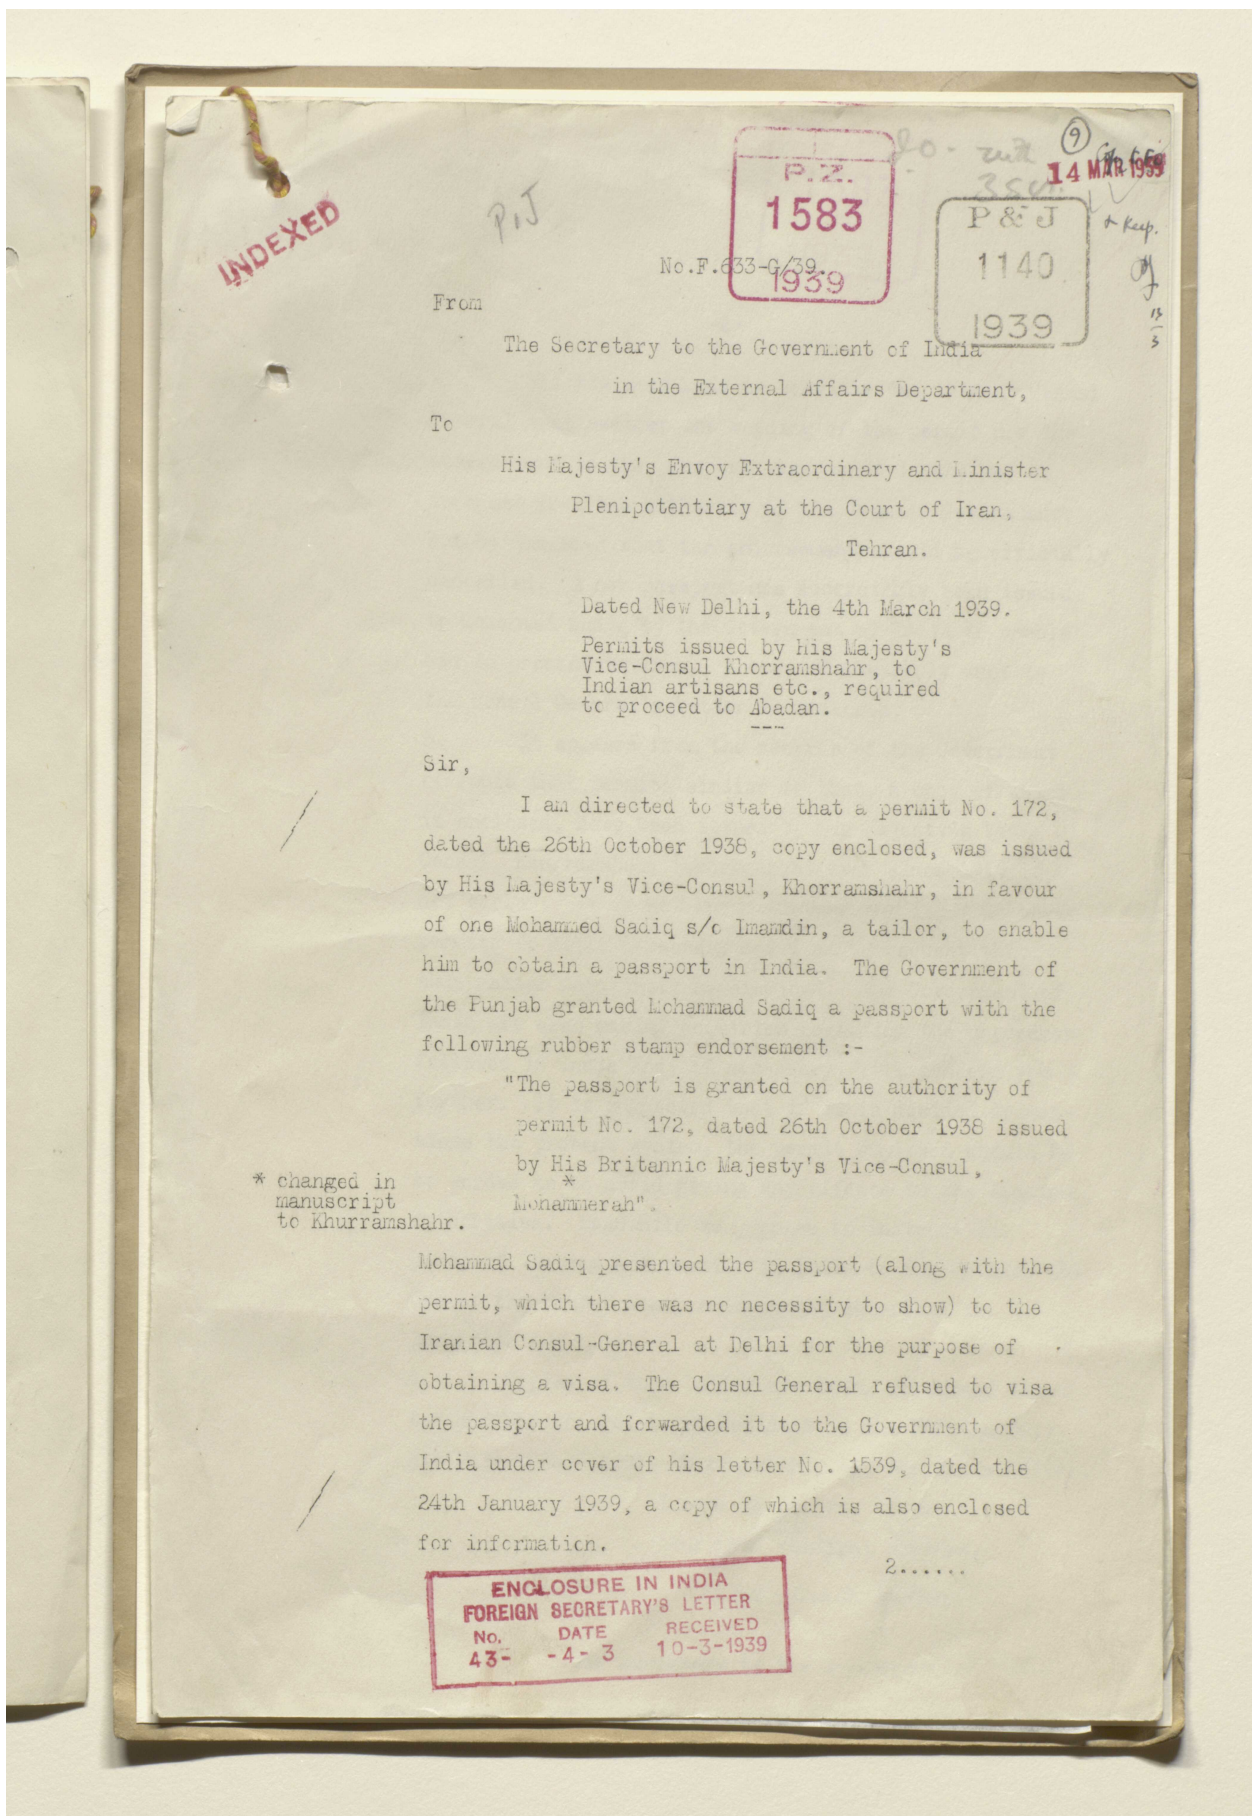 9
14 MAR 1939
P.Z.
1583
1939
P & J
1140
1939
& Keep.
13
3
INDEXED
P.J
No.F.633-G/39.
From
The Secretary to the Government of India
in the External Affairs Department,
To
His Majesty's Envoy Extraordinary and Minister
Plenipotentiary at the Court of Iran,
Tehran.
Dated New Delhi, the 4th March 1939.
Permits issued by His Majesty's
Vice-Consul Khorramshahr, to
Indian artisans etc., required
to proceed to Abadan.
---
Sir,
I am directed to state that a permit No. 172,
dated the 26th October 1938, copy enclosed, was issued
by His Majesty's Vice-Consul, Khorramshahr, in favour
of one Mohammed Sadiq s/o Imamdin, a tailor, to enable
him to obtain a passport in India. The Government of
the Punjab granted Mohammad Sadiq a passport with the
following rubber stamp endorsement :-
"The passport is granted on the authority of
permit No. 172, dated 26th October 1938 issued
by His Britannic Majesty's Vice-Consul,
*
Mohammerah".
* changed in
manuscript
to Khurramshahr.
Mohammad Sadiq presented the passport (along with the
permit, which there was no necessity to show) to the
Iranian Consul-General at Delhi for the purpose of
obtaining a visa. The Consul General refused to visa
the passport and forwarded it to the Government of
India under cover of his letter No. 1539, dated the
24th January 1939, a copy of which is also enclosed
for information.
2.......
ENCLOSURE IN INDIA
FOREIGN SECRETARY'S LETTER
No. DATE RECEIVED
43- -4- 3 10-3-1939